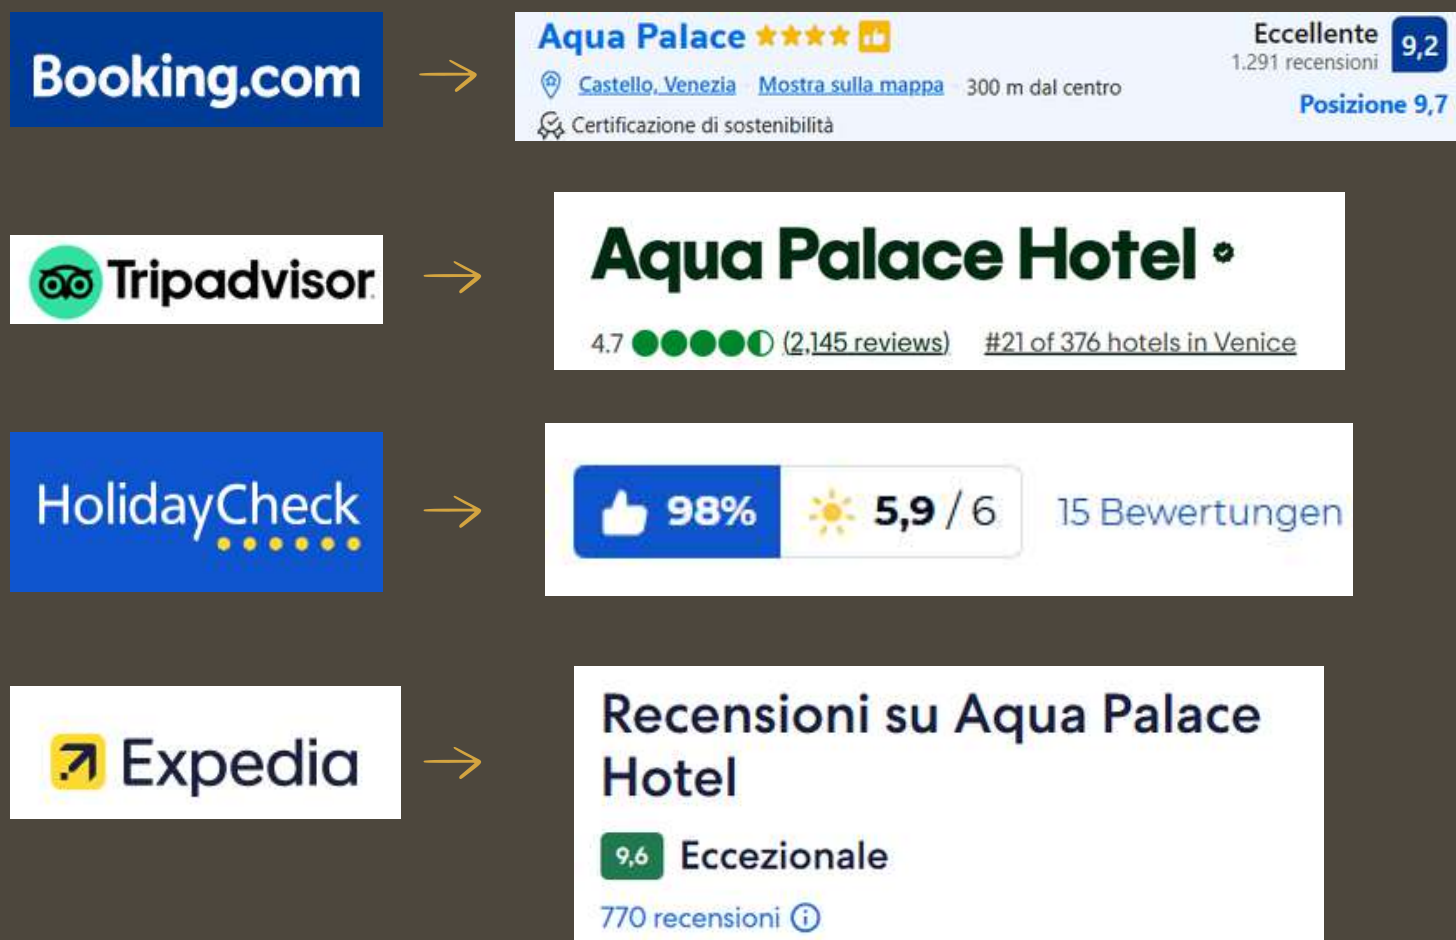 Booking.com
Aqua Palace
Eccellente
9,2
1.291 recensioni
Castello, Venezia Mostra sulla mappa 300 m dal centro
Posizione 9,7
Certificazione di sostenibilità
Tripadvisor
Aqua Palace Hotel
4.7 (2,145 reviews) #21 of 376 hotels in Venice
HolidayCheck
98% 5,9 / 6 15 Bewertungen
Expedia
Recensioni su Aqua Palace
Hotel
9,6 Eccezionale
770 recensioni